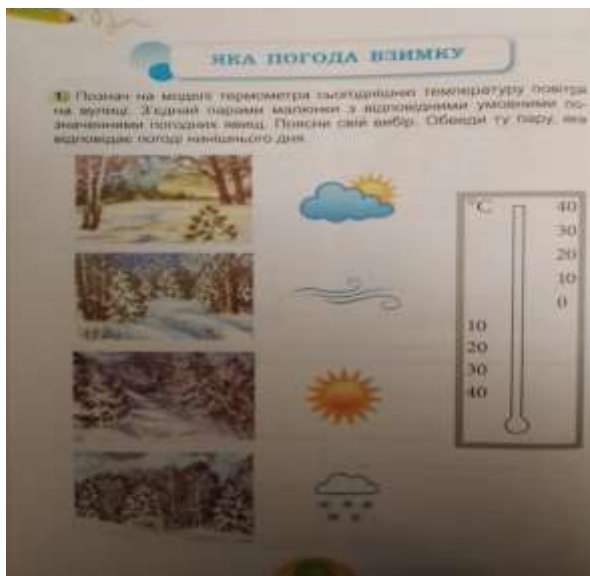 ЯКА ПОГОДА ВЗИМКУ
1. Познач на моделі термометра сьогоднішню температуру повітря
на вулиці. З'єднай парами малюнки з відповідними умовними по-
значеннями погодних явищ. Поясни свій вибір. Обведи ту пару, яка
відповідає погоді нинішнього дня.
°C
40
30
20
10
0
10
20
30
40